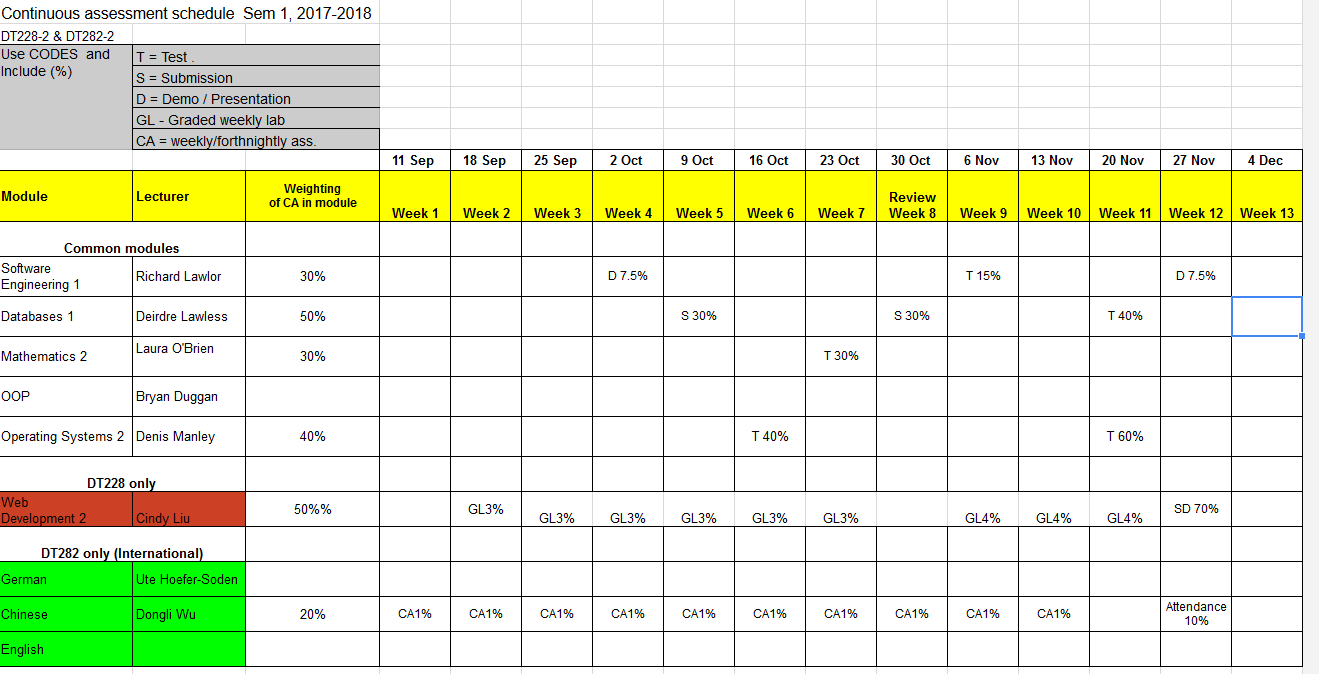 Continuous assessment schedule  Sem 1, 2017-2018
DT228-2 & DT282-2
Use CODES  and
Include (%)
T = Test .
S = Submission
D = Demo / Presentation
GL - Graded weekly lab
CA = weekly/forthnightly ass.
11 Sep 18 Sep 25 Sep 2 Oct 9 Oct 16 Oct 23 Oct 30 Oct 6 Nov 13 Nov 20 Nov 27 Nov 4 Dec
Module Lecturer Weighting
of CA in module
Week 1 Week 2 Week 3 Week 4 Week 5 Week 6 Week 7 Review
Week 8 Week 9 Week 10 Week 11 Week 12 Week 13
Common modules
Software
Engineering 1 Richard Lawlor 30% D 7.5% T 15% D 7.5%
Databases 1 Deirdre Lawless 50% S 30% S 30% T 40%
Mathematics 2 Laura O'Brien 30% T 30%
OOP Bryan Duggan
Operating Systems 2 Denis Manley 40% T 40% T 60%
DT228 only
Web
Development 2 Cindy Liu 50%% GL3% GL3% GL3% GL3% GL3% GL3% GL4% GL4% GL4% SD 70%
DT282 only (International)
German Ute Hoefer-Soden
Chinese Dongli Wu 20% CA1% CA1% CA1% CA1% CA1% CA1% CA1% CA1% CA1% CA1% Attendance
10%
English